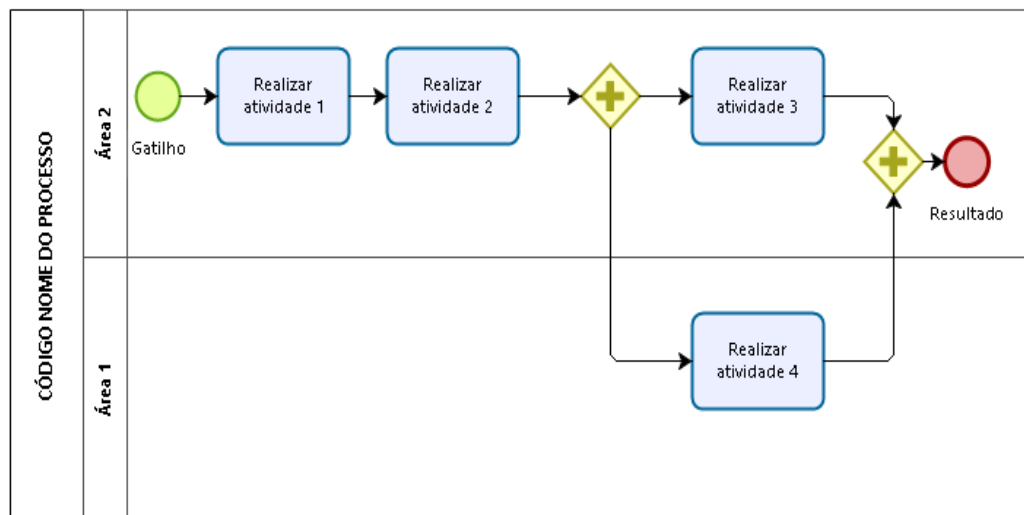 CÓDIGO NOME DO PROCESSO
Área 2
Gatilho
Realizar
atividade 1
Realizar
atividade 2
Realizar
atividade 3
Resultado
Área 1
Realizar
atividade 4